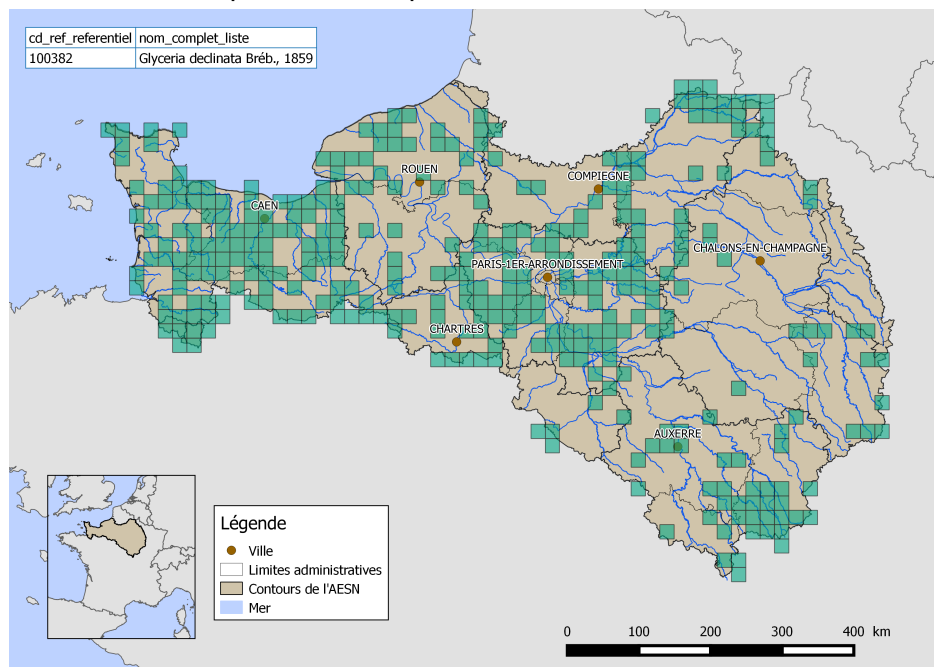 cd_ref_referentiel nom_complet_liste
100382 Glyceria declinata Bréb., 1859
ROUEN
COMPIEGNE
CAEN
CHALONS-EN-CHAMPAGNE
PARIS-1ER-ARRONDISSEMENT
CHARTRES
AUXERRE
Légende
Ville
Limites administratives
Contours de l'AESN
Mer
0 100 200 300 400 km